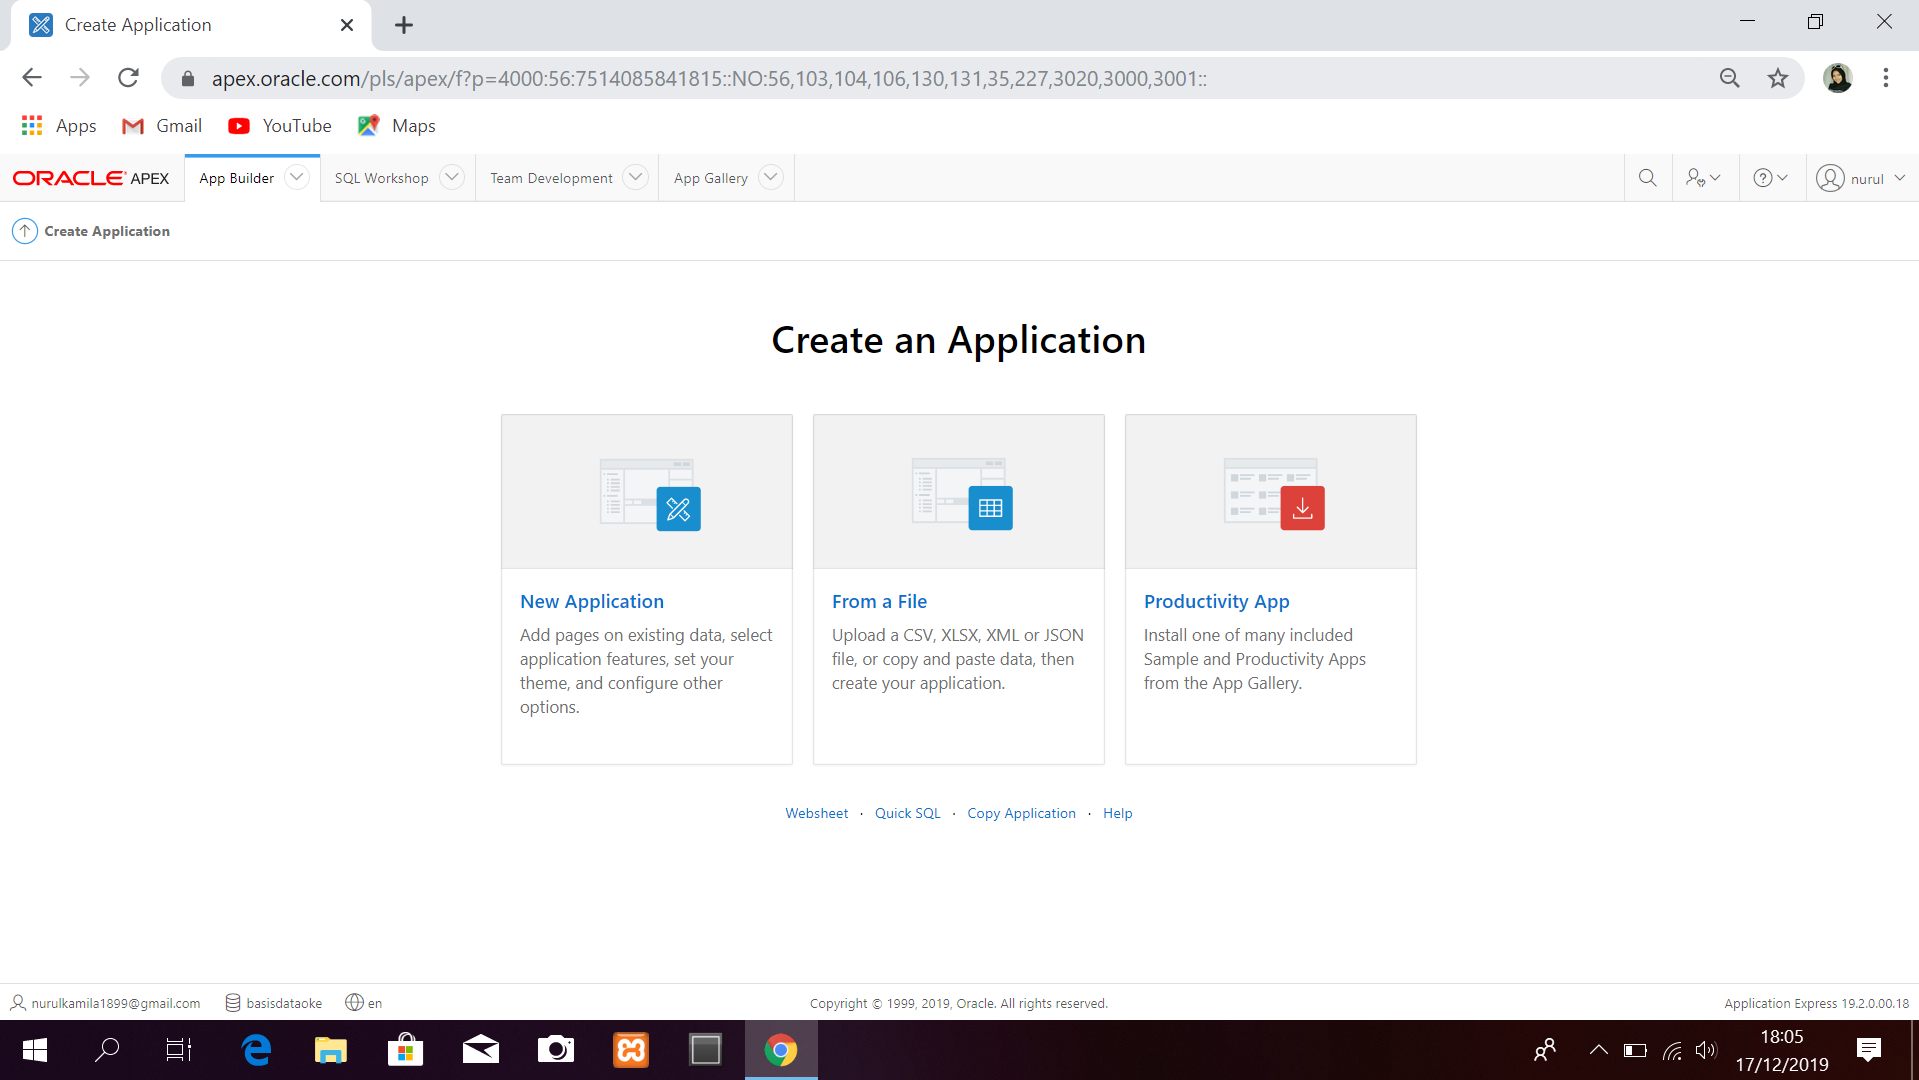 Create Application
apex.oracle.com/pls/apex/f?p=4000:56:7514085841815::NO:56,103,104,106,130,131,35,227,3020,3000,3001::
Apps Gmail YouTube Maps
ORACLE APEX App Builder SQL Workshop Team Development App Gallery nurul
Create Application
Create an Application
New Application
Add pages on existing data, select
application features, set your
theme, and configure other
options.
From a File
Upload a CSV, XLSX, XML or JSON
file, or copy and paste data, then
create your application.
Productivity App
Install one of many included
Sample and Productivity Apps
from the App Gallery.
Websheet · Quick SQL · Copy Application · Help
nurulkamila1899@gmail.com basisdataoke en Copyright © 1999, 2019, Oracle. All rights reserved. Application Express 19.2.0.00.18
18:05
17/12/2019